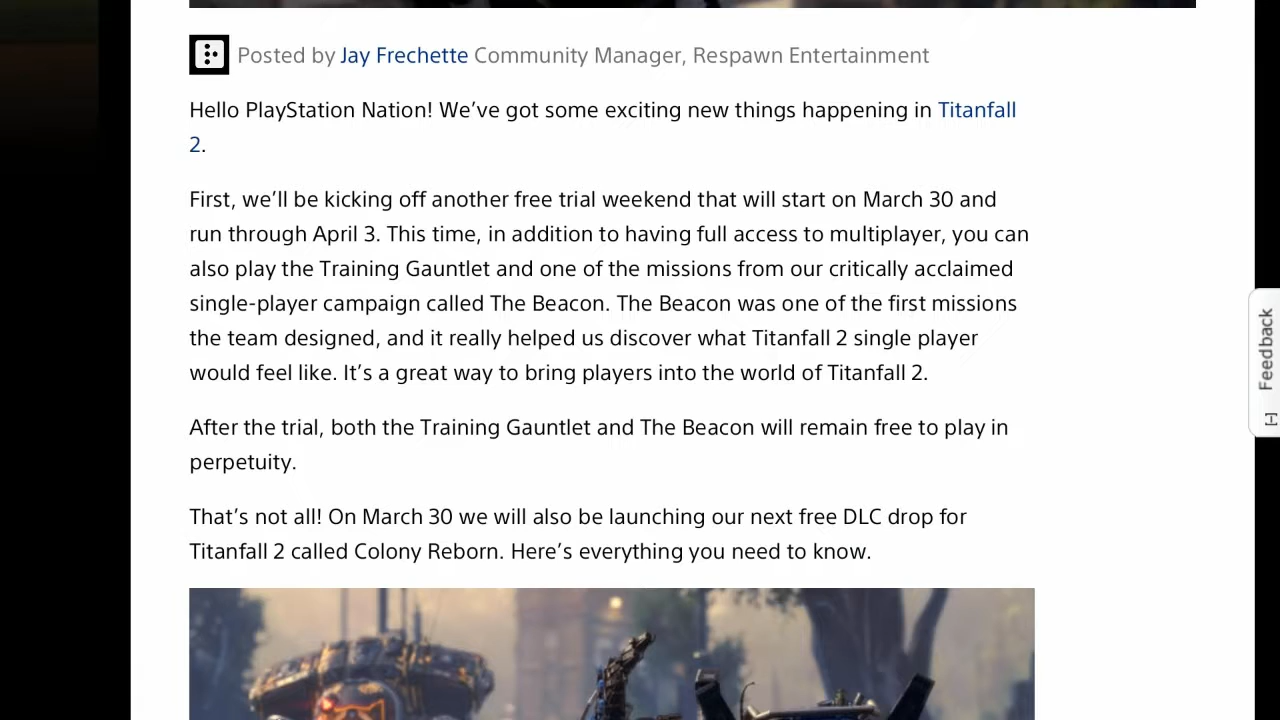 Posted by Jay Frechette Community Manager, Respawn Entertainment
Hello PlayStation Nation! We’ve got some exciting new things happening in Titanfall
2.
First, we’ll be kicking off another free trial weekend that will start on March 30 and
run through April 3. This time, in addition to having full access to multiplayer, you can
also play the Training Gauntlet and one of the missions from our critically acclaimed
single-player campaign called The Beacon. The Beacon was one of the first missions
the team designed, and it really helped us discover what Titanfall 2 single player
would feel like. It’s a great way to bring players into the world of Titanfall 2.
After the trial, both the Training Gauntlet and The Beacon will remain free to play in
perpetuity.
That’s not all! On March 30 we will also be launching our next free DLC drop for
Titanfall 2 called Colony Reborn. Here’s everything you need to know.
[-] Feedback